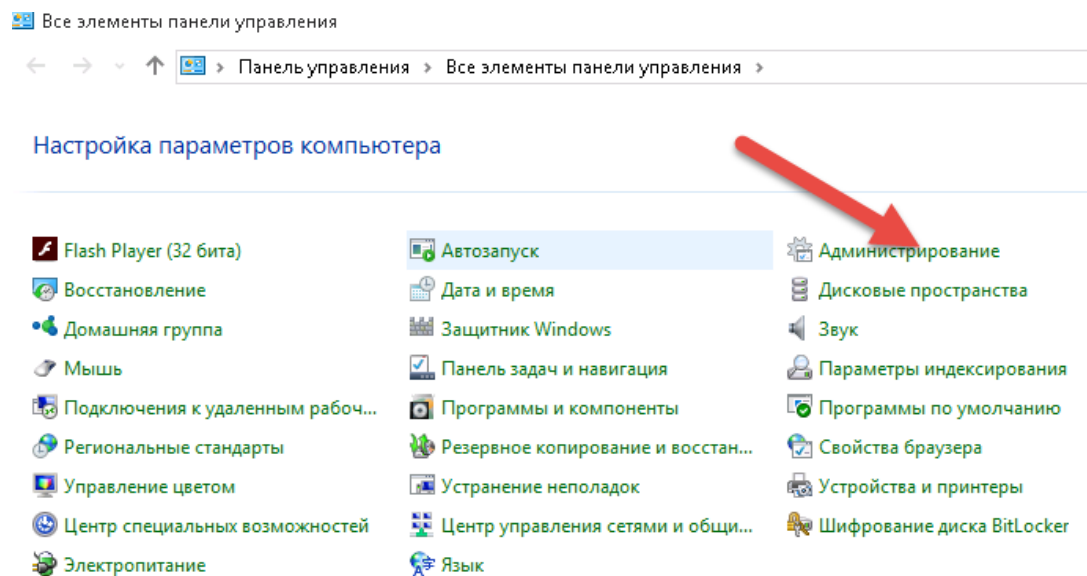 Все элементы панели управления
Панель управления > Все элементы панели управления >
Настройка параметров компьютера
Flash Player (32 бита) Автозапуск Администрирование
Восстановление Дата и время Дисковые пространства
Домашняя группа Защитник Windows Звук
Мышь Панель задач и навигация Параметры индексирования
Подключения к удаленным рабоч... Программы и компоненты Программы по умолчанию
Региональные стандарты Резервное копирование и восстан... Свойства браузера
Управление цветом Устранение неполадок Устройства и принтеры
Центр специальных возможностей Центр управления сетями и общи... Шифрование диска BitLocker
Электропитание Язык